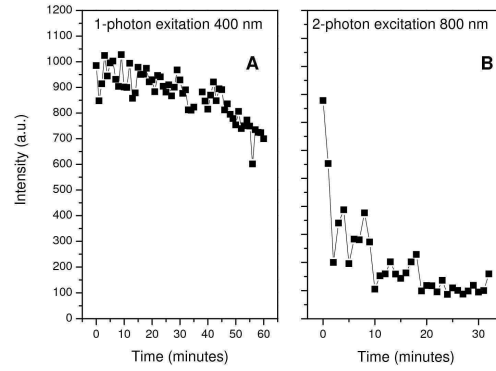 1-photon exitation 400 nm
2-photon excitation 800 nm
A
B
Intensity (a.u.)
1200
1100
1000
900
800
700
600
500
400
300
200
100
0
0 10 20 30 40 50 60
0 10 20 30
Time (minutes)
Time (minutes)